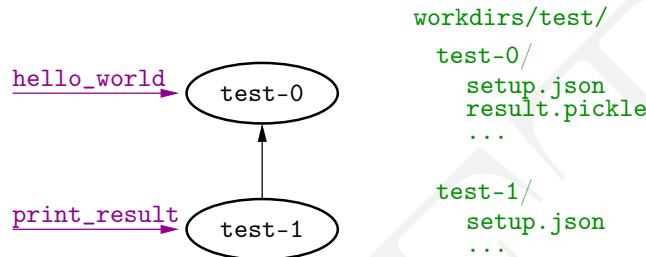 workdirs/test/
test-0/
hello_world
test-0
setup.json
result.pickle
...
test-1/
print_result
test-1
setup.json
...